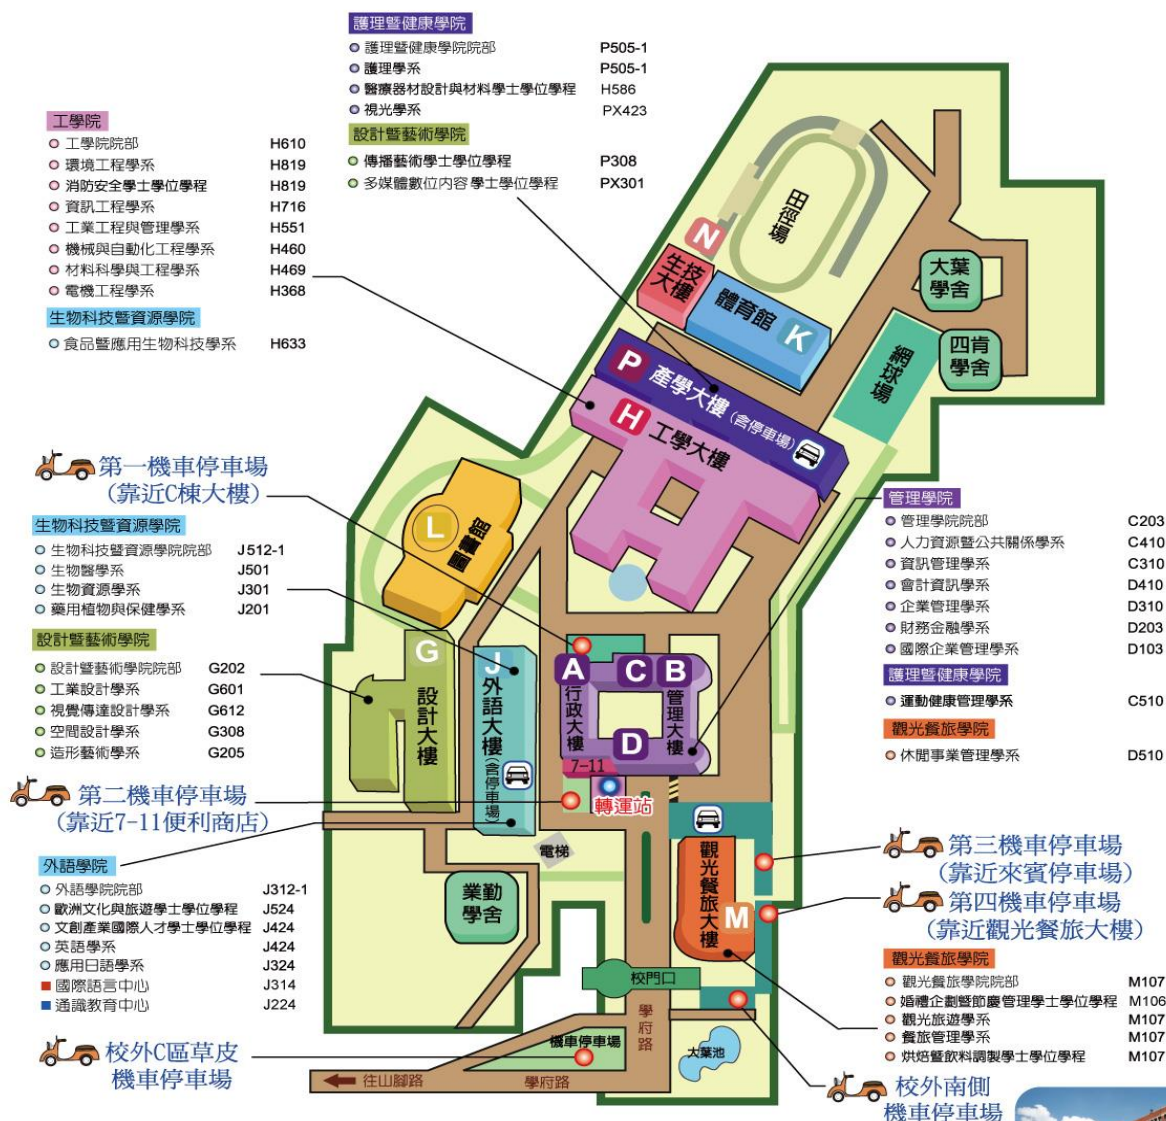 護理暨健康學院
護理暨健康學院院部 P505-1
護理學系 P505-1
醫療器材設計與材料學士學位學程 H586
視光學系 PX423
設計暨藝術學院
傳播藝術學士學位學程 P308
多媒體數位內容學士學位學程 PX301
工學院
工學院院部 H610
環境工程學系 H819
消防安全學士學位學程 H819
資訊工程學系 H716
工業工程與管理學系 H551
機械與自動化工程學系 H460
材料科學與工程學系 H469
電機工程學系 H368
生物科技暨資源學院
食品暨應用生物科技學系 H633
田徑場
N
生技大樓
體育館
K
大葉學舍
四肯學舍
網球場
P
產學大樓(含停車場)
H
工學大樓
第一機車停車場
(靠近C棟大樓)
L
圖書館
生物科技暨資源學院
生物科技暨資源學院院部 J512-1
生物醫學系 J501
生物資源學系 J301
藥用植物與保健學系 J201
設計暨藝術學院
設計暨藝術學院院部 G202
工業設計學系 G601
視覺傳達設計學系 G612
空間設計學系 G308
造形藝術學系 G205
G
設計大樓
J
外語大樓(含停車場)
A
行政大樓
C
B
管理大樓
D
7-11
轉運站
管理學院
管理學院院部 C203
人力資源暨公共關係學系 C410
資訊管理學系 C310
會計資訊學系 D410
企業管理學系 D310
財務金融學系 D203
國際企業管理學系 D103
護理暨健康學院
運動健康管理學系 C510
觀光餐旅學院
休閒事業管理學系 D510
第二機車停車場
(靠近7-11便利商店)
外語學院
外語學院院部 J312-1
歐洲文化與旅遊學士學位學程 J524
文創產業國際人才學士學位學程 J424
英語學系 J424
應用日語學系 J324
國際語言中心 J314
通識教育中心 J224
電梯
業勤學舍
觀光餐旅大樓
M
第三機車停車場
(靠近來賓停車場)
第四機車停車場
(靠近觀光餐旅大樓)
觀光餐旅學院
觀光餐旅學院院部 M107
婚禮企劃暨節慶管理學士學位學程 M106
觀光旅遊學系 M107
餐旅管理學系 M107
烘焙暨飲料調製學士學位學程 M107
校門口
學府路
校外C區草皮
機車停車場
機車停車場
大葉池
往山腳路
學府路
校外南側
機車停車場